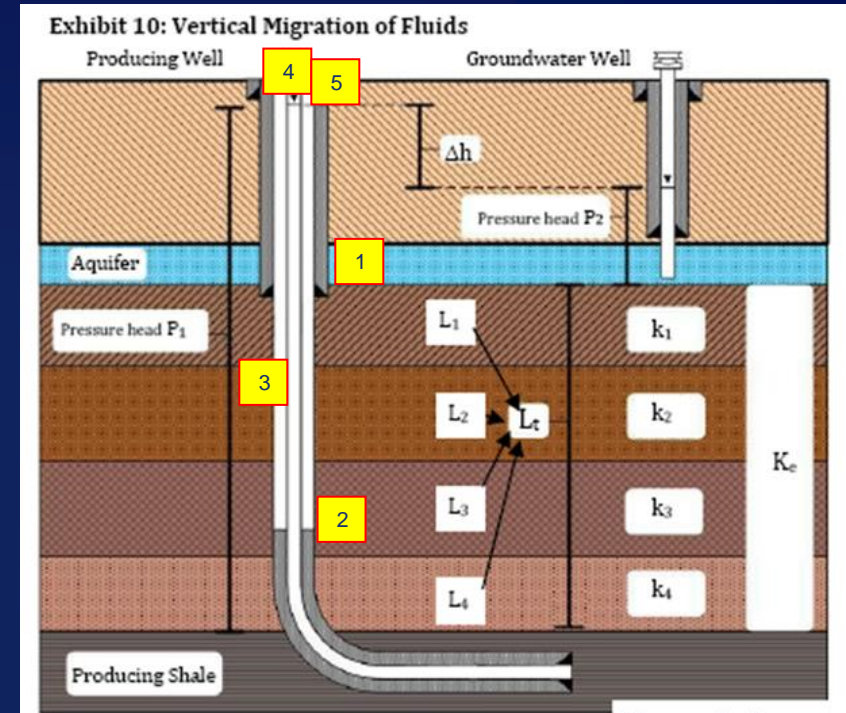 Exhibit 10: Vertical Migration of Fluids
Producing Well
Groundwater Well
4
5
Δh
Pressure head P₂
Aquifer
1
Pressure head P₁
L₁
k₁
3
L₂
Lₜ
k₂
Kₑ
2
L₃
k₃
L₄
k₄
Producing Shale